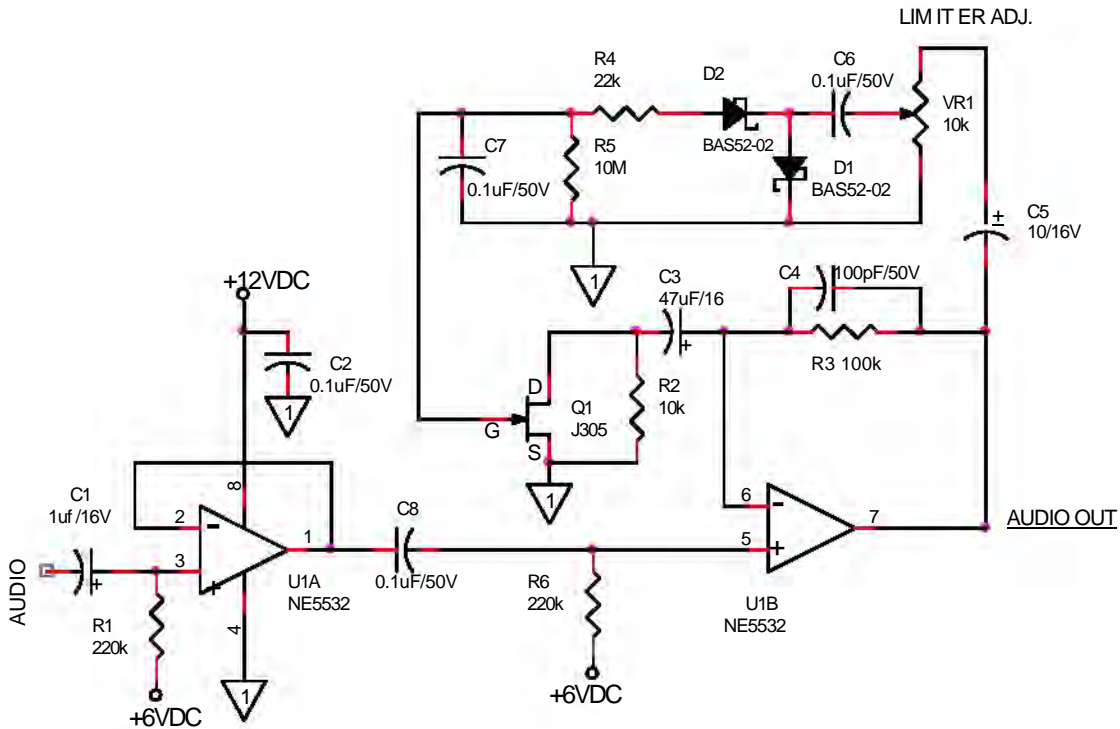 LIMITER ADJ.
R4
22k
D2
C6
0.1uF/50V
VR1
10k
BAS52-02
C7
0.1uF/50V
R5
10M
D1
BAS52-02
±
C5
10/16V
1
+12VDC
C3
47uF/16
+
C4
100pF/50V
R3 100k
C2
0.1uF/50V
1
D
G
S
Q1
J305
R2
10k
1
C1
1uf/16V
+
8
2
-
3
+
1
4
U1A
NE5532
C8
0.1uF/50V
6
-
5
+
7
AUDIO OUT
U1B
NE5532
AUDIO
R1
220k
R6
220k
1
+6VDC
+6VDC